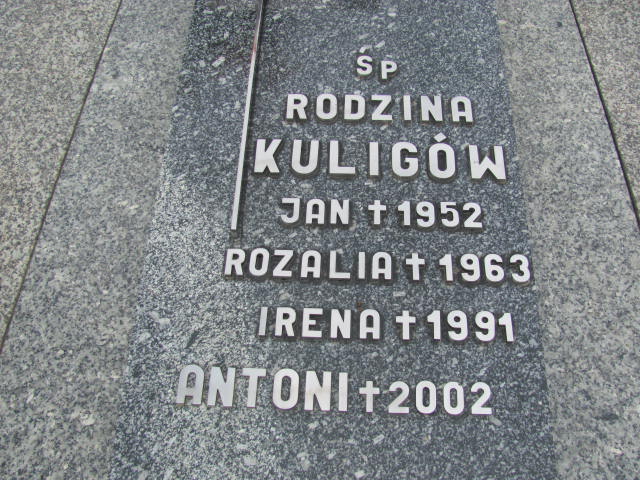 ŚP
RODZINA
KULIGÓW
JAN ✝ 1952
ROZALIA ✝ 1963
IRENA ✝ 1991
ANTONI ✝ 2002